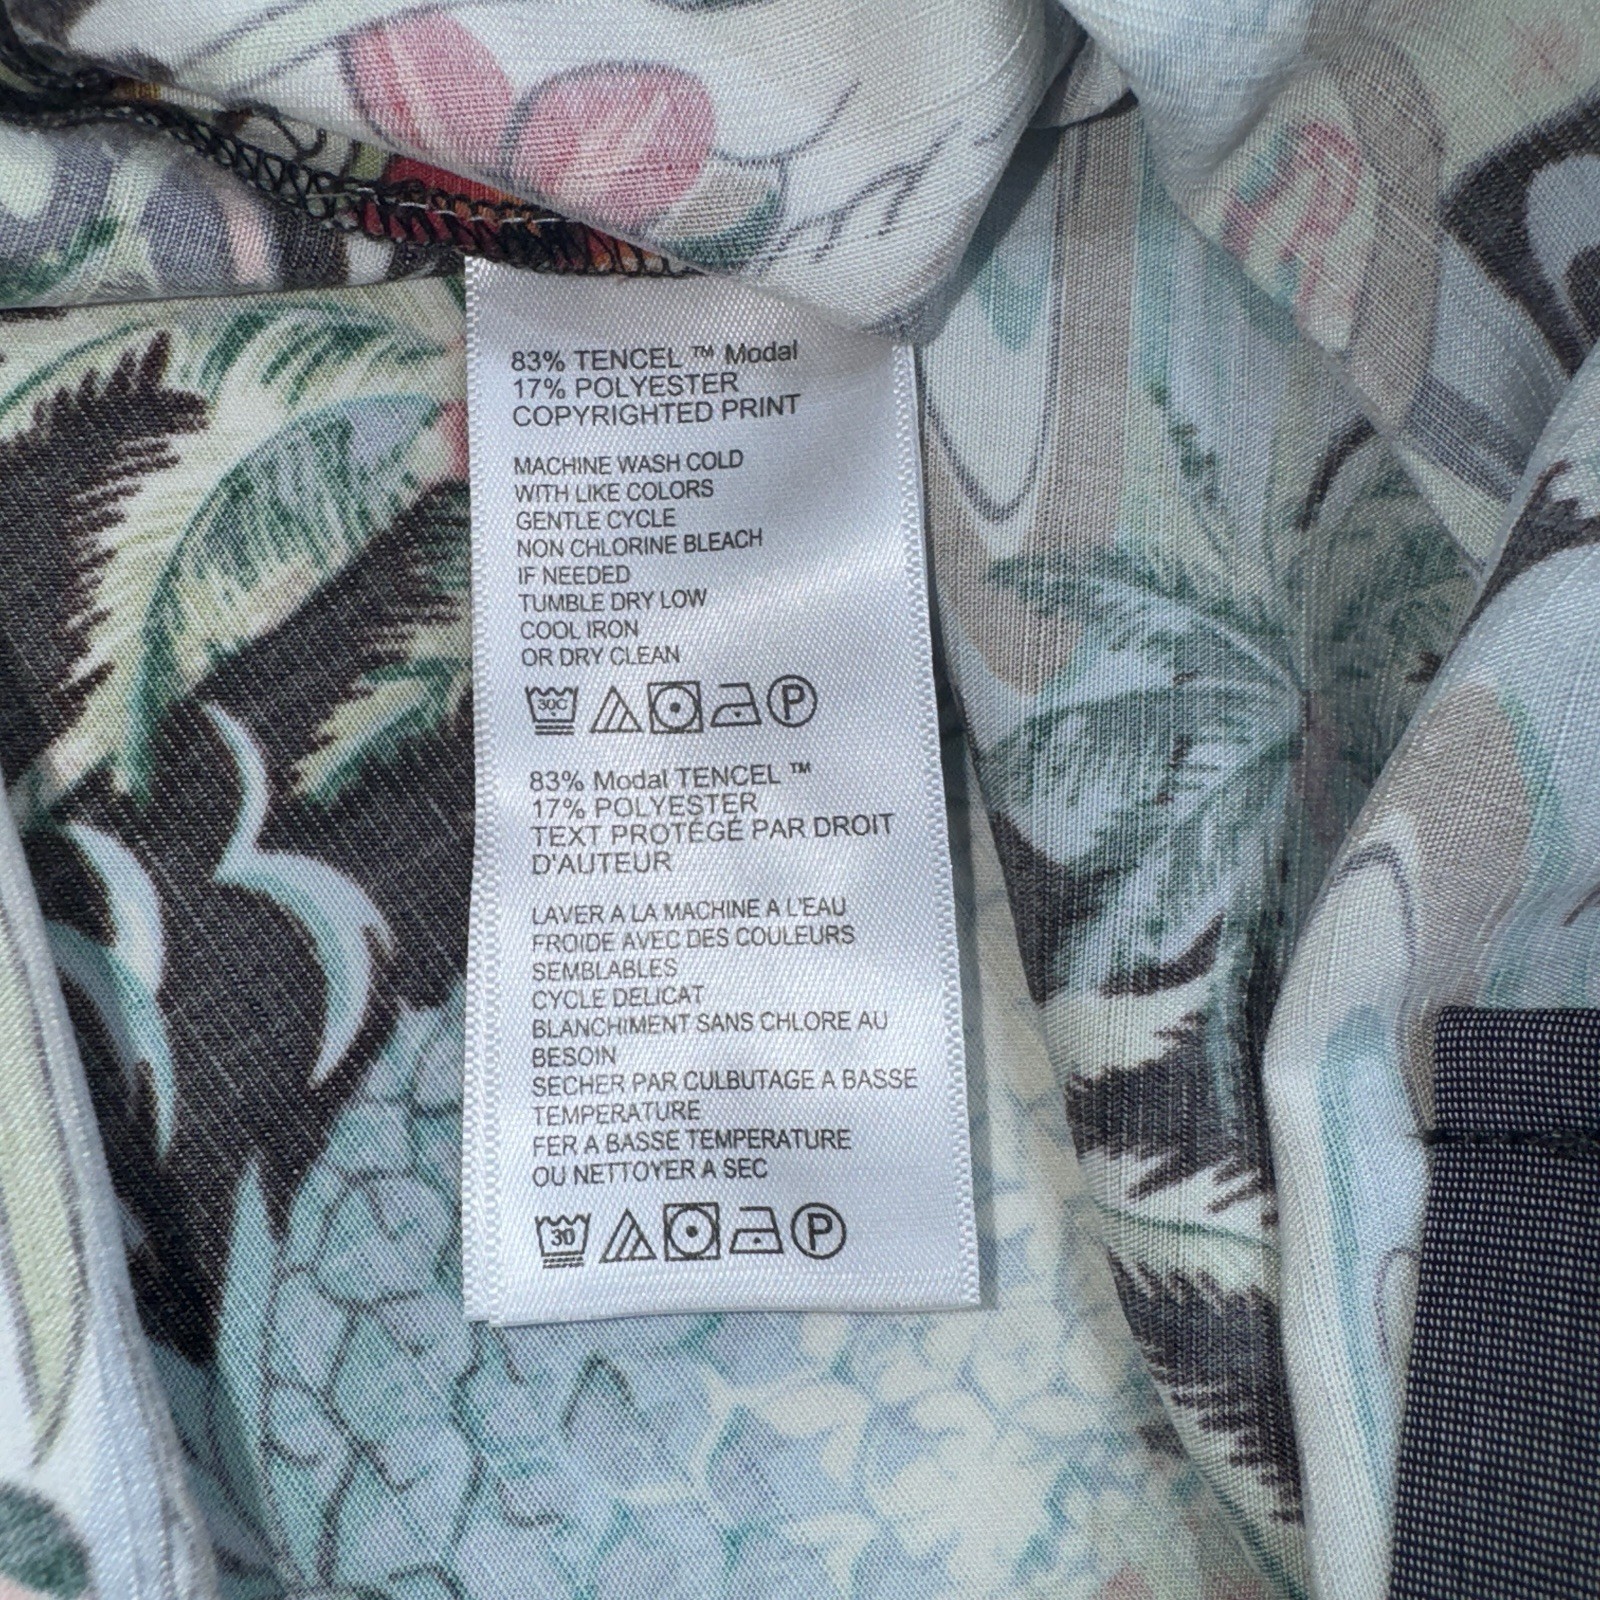 83% TENCEL ™ Modal
17% POLYESTER
COPYRIGHTED PRINT
MACHINE WASH COLD
WITH LIKE COLORS
GENTLE CYCLE
NON CHLORINE BLEACH
IF NEEDED
TUMBLE DRY LOW
COOL IRON
OR DRY CLEAN
30C P
83% Modal TENCEL ™
17% POLYESTER
TEXT PROTÉGÉ PAR DROIT
D'AUTEUR
LAVER A LA MACHINE A L'EAU
FROIDE AVEC DES COULEURS
SEMBLABLES
CYCLE DELICAT
BLANCHIMENT SANS CHLORE AU
BESOIN
SECHER PAR CULBUTAGE A BASSE
TEMPERATURE
FER A BASSE TEMPERATURE
OU NETTOYER A SEC
30 P